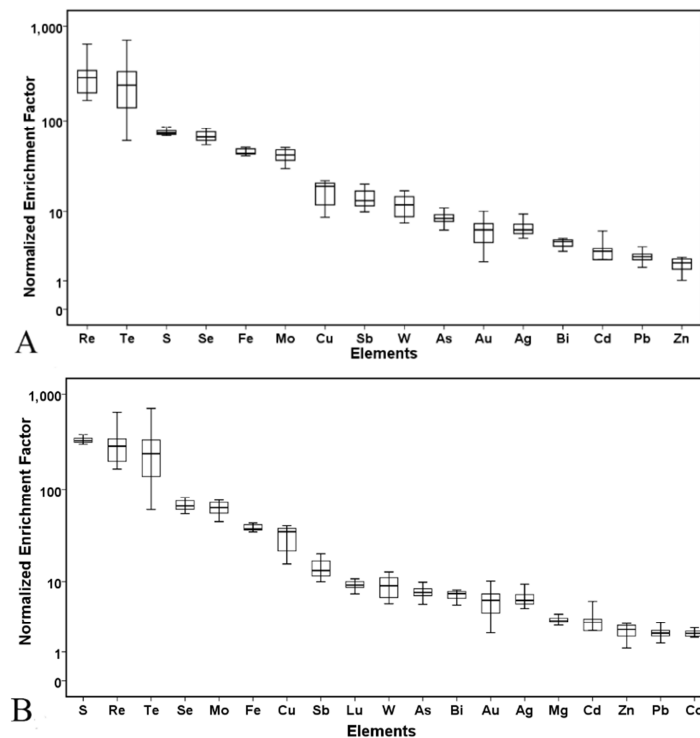 1,000
100
10
1
0
Normalized Enrichment Factor
Re Te S Se Fe Mo Cu Sb W As Au Ag Bi Cd Pb Zn
Elements
A
1,000
100
10
1
0
Normalized Enrichment Factor
S Re Te Se Mo Fe Cu Sb Lu W As Bi Au Ag Mg Cd Zn Pb
Elements
B